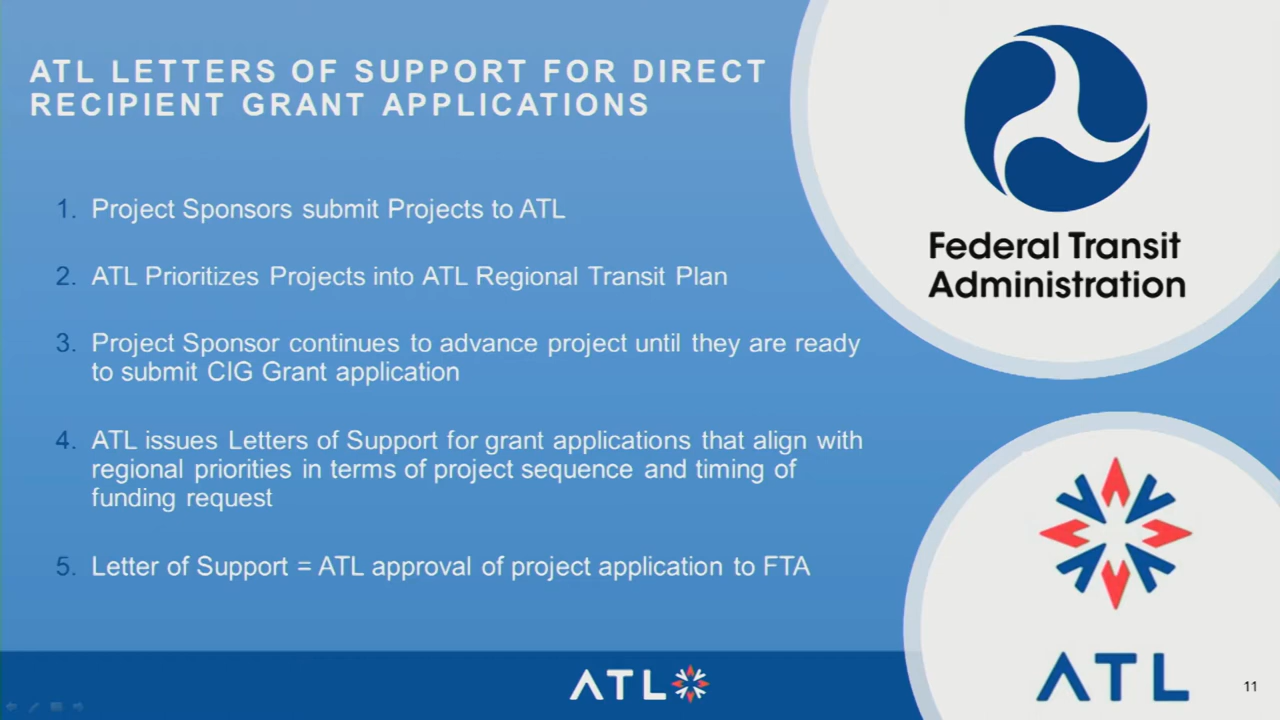 ATL LETTERS OF SUPPORT FOR DIRECT
RECIPIENT GRANT APPLICATIONS
1. Project Sponsors submit Projects to ATL
2. ATL Prioritizes Projects into ATL Regional Transit Plan
3. Project Sponsor continues to advance project until they are ready
to submit CIG Grant application
4. ATL issues Letters of Support for grant applications that align with
regional priorities in terms of project sequence and timing of
funding request
5. Letter of Support = ATL approval of project application to FTA
Federal Transit
Administration
ATL
ATL
11